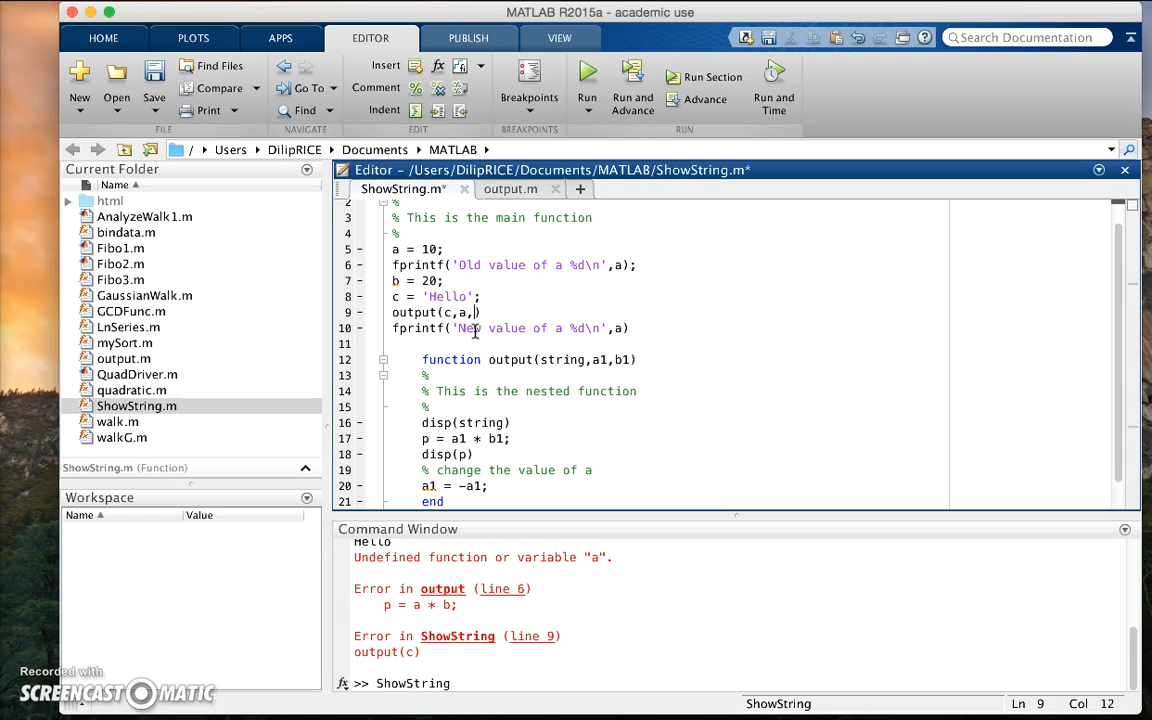 MATLAB R2015a - academic use
HOME PLOTS APPS EDITOR PUBLISH VIEW Search Documentation
New Open Save Find Files Compare Print
Go To Find
Insert Comment Indent
Breakpoints
Run Run and Advance Run Section Advance Run and Time
FILE NAVIGATE EDIT BREAKPOINTS RUN
/ Users DilipRICE Documents MATLAB
Current Folder
Name
html
AnalyzeWalk1.m
bindata.m
Fibo1.m
Fibo2.m
Fibo3.m
GaussianWalk.m
GCDFunc.m
LnSeries.m
mySort.m
output.m
QuadDriver.m
quadratic.m
ShowString.m
walk.m
walkG.m
ShowString.m (Function)
Workspace
Name Value
Editor - /Users/DilipRICE/Documents/MATLAB/ShowString.m*
ShowString.m* output.m
2 %
3 % This is the main function
4 %
5 a = 10;
6 fprintf('Old value of a %d\n',a);
7 b = 20;
8 c = 'Hello';
9 output(c,a,)
10 fprintf('New value of a %d\n',a)
11
12 function output(string,a1,b1)
13 %
14 % This is the nested function
15 %
16 disp(string)
17 p = a1 * b1;
18 disp(p)
19 % change the value of a
20 a1 = -a1;
21 end
Command Window
Hello
Undefined function or variable "a".
Error in output (line 6)
p = a * b;
Error in ShowString (line 9)
output(c)
fx >> ShowString
ShowString Ln 9 Col 12
Recorded with
SCREENCAST-O-MATIC